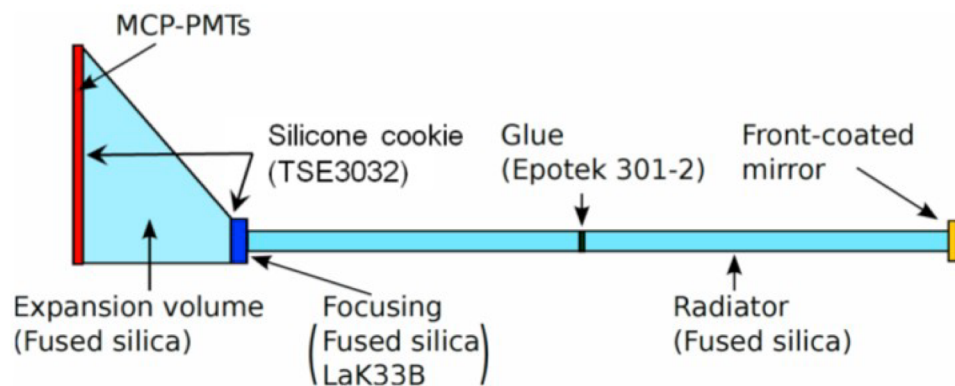 MCP-PMTs
Silicone cookie
(TSE3032)
Glue
(Epotek 301-2)
Front-coated
mirror
Expansion volume
(Fused silica)
Focusing
(Fused silica
LaK33B)
Radiator
(Fused silica)